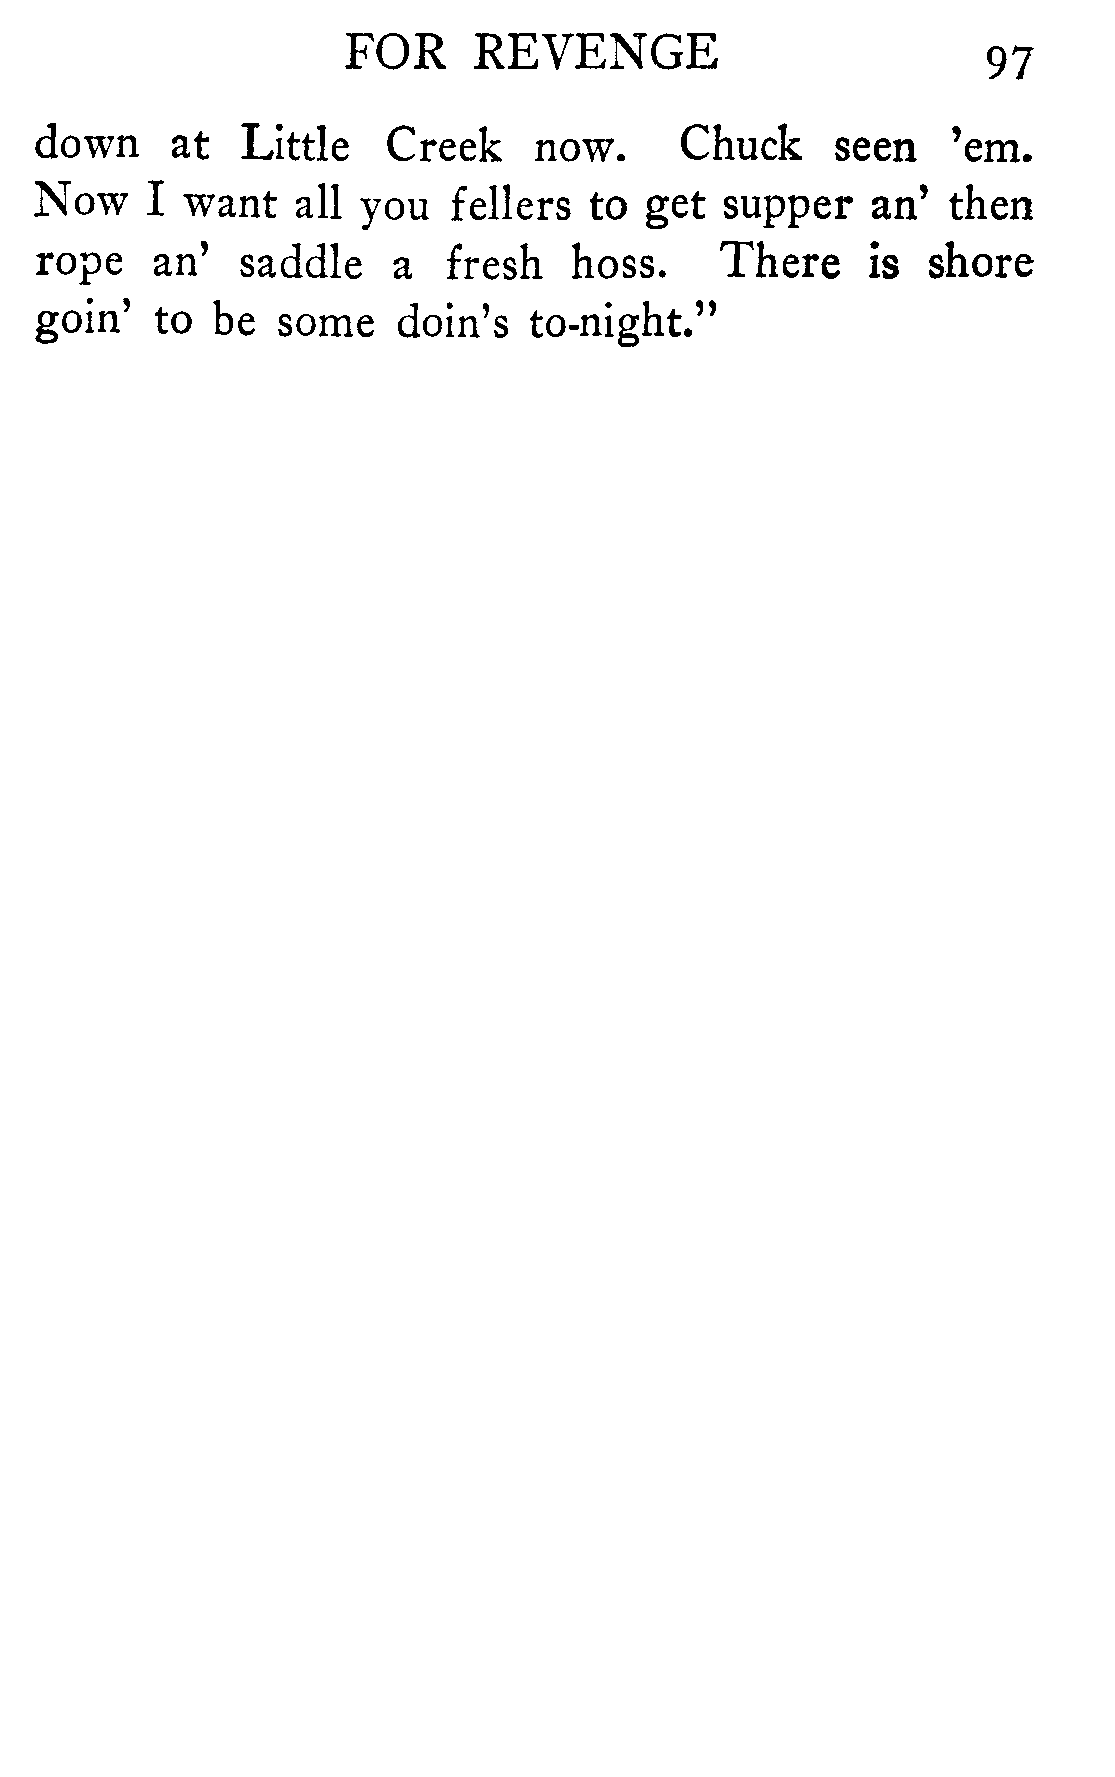 FOR REVENGE 97
down at Little Creek now. Chuck seen ’em.
Now I want all you fellers to get supper an’ then
rope an’ saddle a fresh hoss. There is shore
goin’ to be some doin’s to-night.”